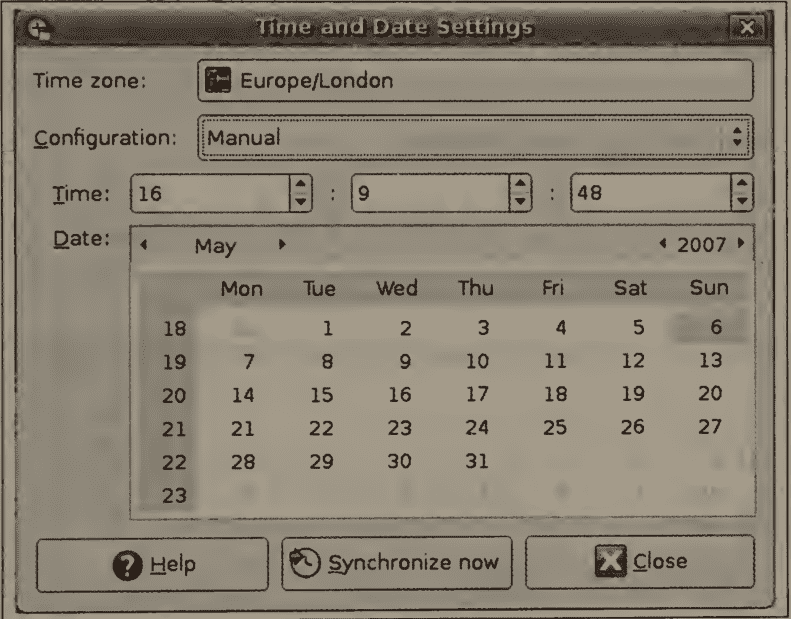 Time and Date Settings
Time zone: Europe/London
Configuration: Manual
Time: 16 : 9 : 48
Date: May 2007
Mon Tue Wed Thu Fri Sat Sun
18 1 2 3 4 5 6
19 7 8 9 10 11 12 13
20 14 15 16 17 18 19 20
21 21 22 23 24 25 26 27
22 28 29 30 31
23
Help Synchronize now Close